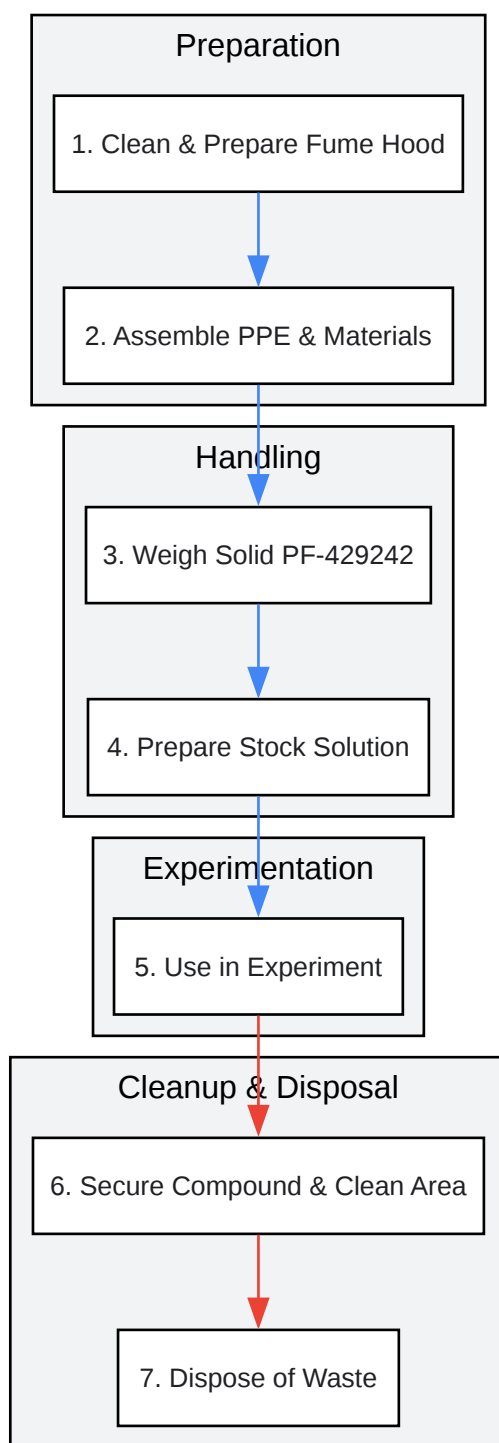 Preparation
1. Clean & Prepare Fume Hood
2. Assemble PPE & Materials
Handling
3. Weigh Solid PF-429242
4. Prepare Stock Solution
Experimentation
5. Use in Experiment
Cleanup & Disposal
6. Secure Compound & Clean Area
7. Dispose of Waste